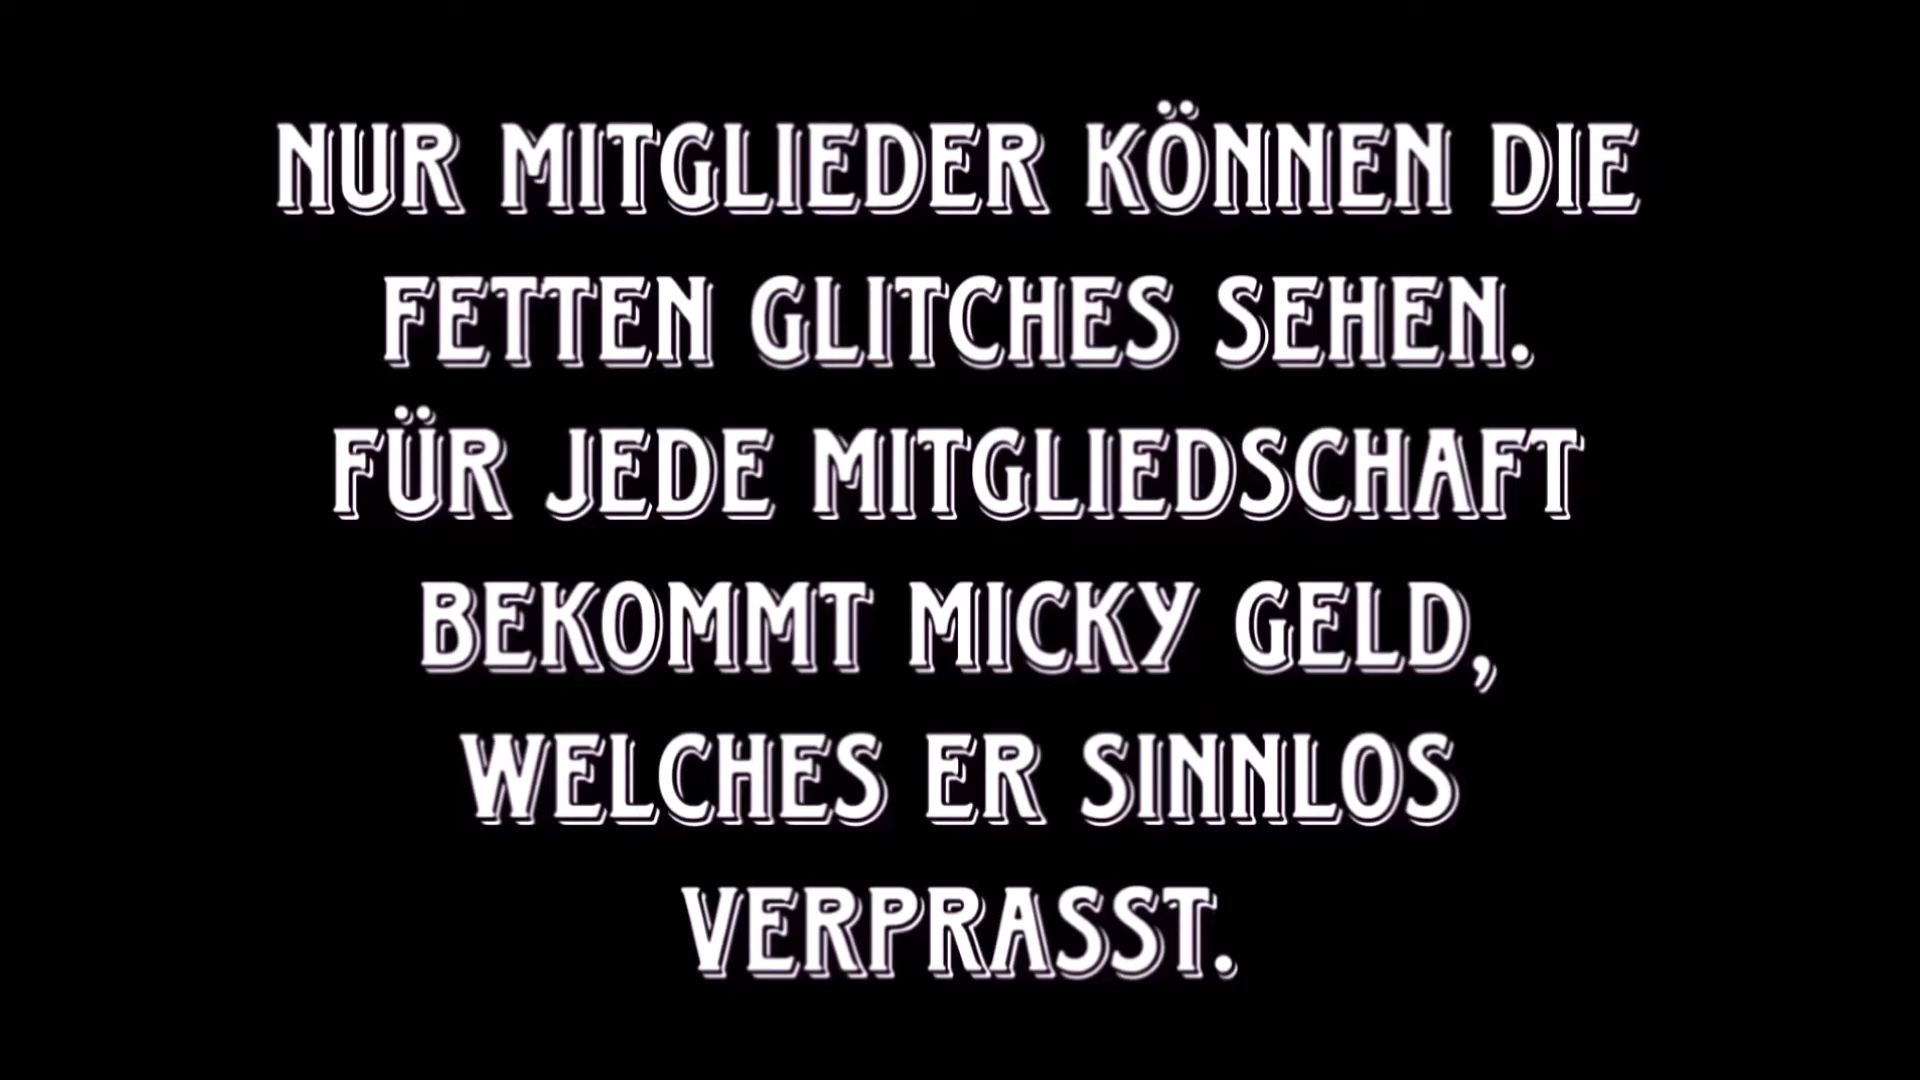 NUR MITGLIEDER KÖNNEN DIE
FETTEN GLITCHES SEHEN.
FÜR JEDE MITGLIEDSCHAFT
BEKOMMT MICKY GELD,
WELCHES ER SINNLOS
VERPRASST.